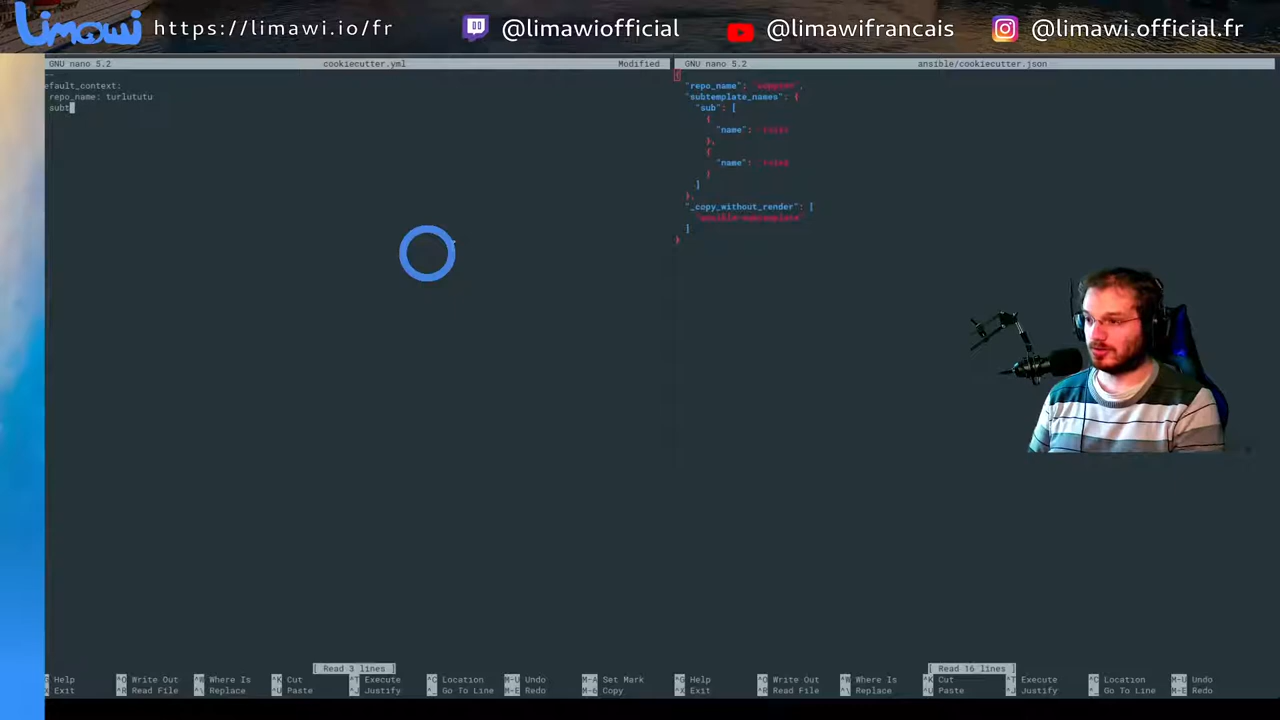 Limawi https://limawi.io/fr @limawiofficial @limawifrancais @limawi.official.fr
GNU nano 5.2 cookiecutter.yml Modified
efault_context:
repo_name: turlututu
subt
[ Read 3 lines ]
^G Help ^O Write Out ^W Where Is ^K Cut ^T Execute ^C Location M-U Undo M-A Set Mark
^X Exit ^R Read File ^\ Replace ^U Paste ^J Justify ^_ Go To Line M-E Redo M-6 Copy
GNU nano 5.2 ansible/cookiecutter.json
{
"repo_name": ,
"subtemplate_names": {
"sub": [
{
"name":
},
{
"name":
}
]
},
"_copy_without_render": [
]
}
[ Read 16 lines ]
^G Help ^O Write Out ^W Where Is ^K Cut ^T Execute ^C Location M-U Undo
^X Exit ^R Read File ^\ Replace ^U Paste ^J Justify ^_ Go To Line M-E Redo